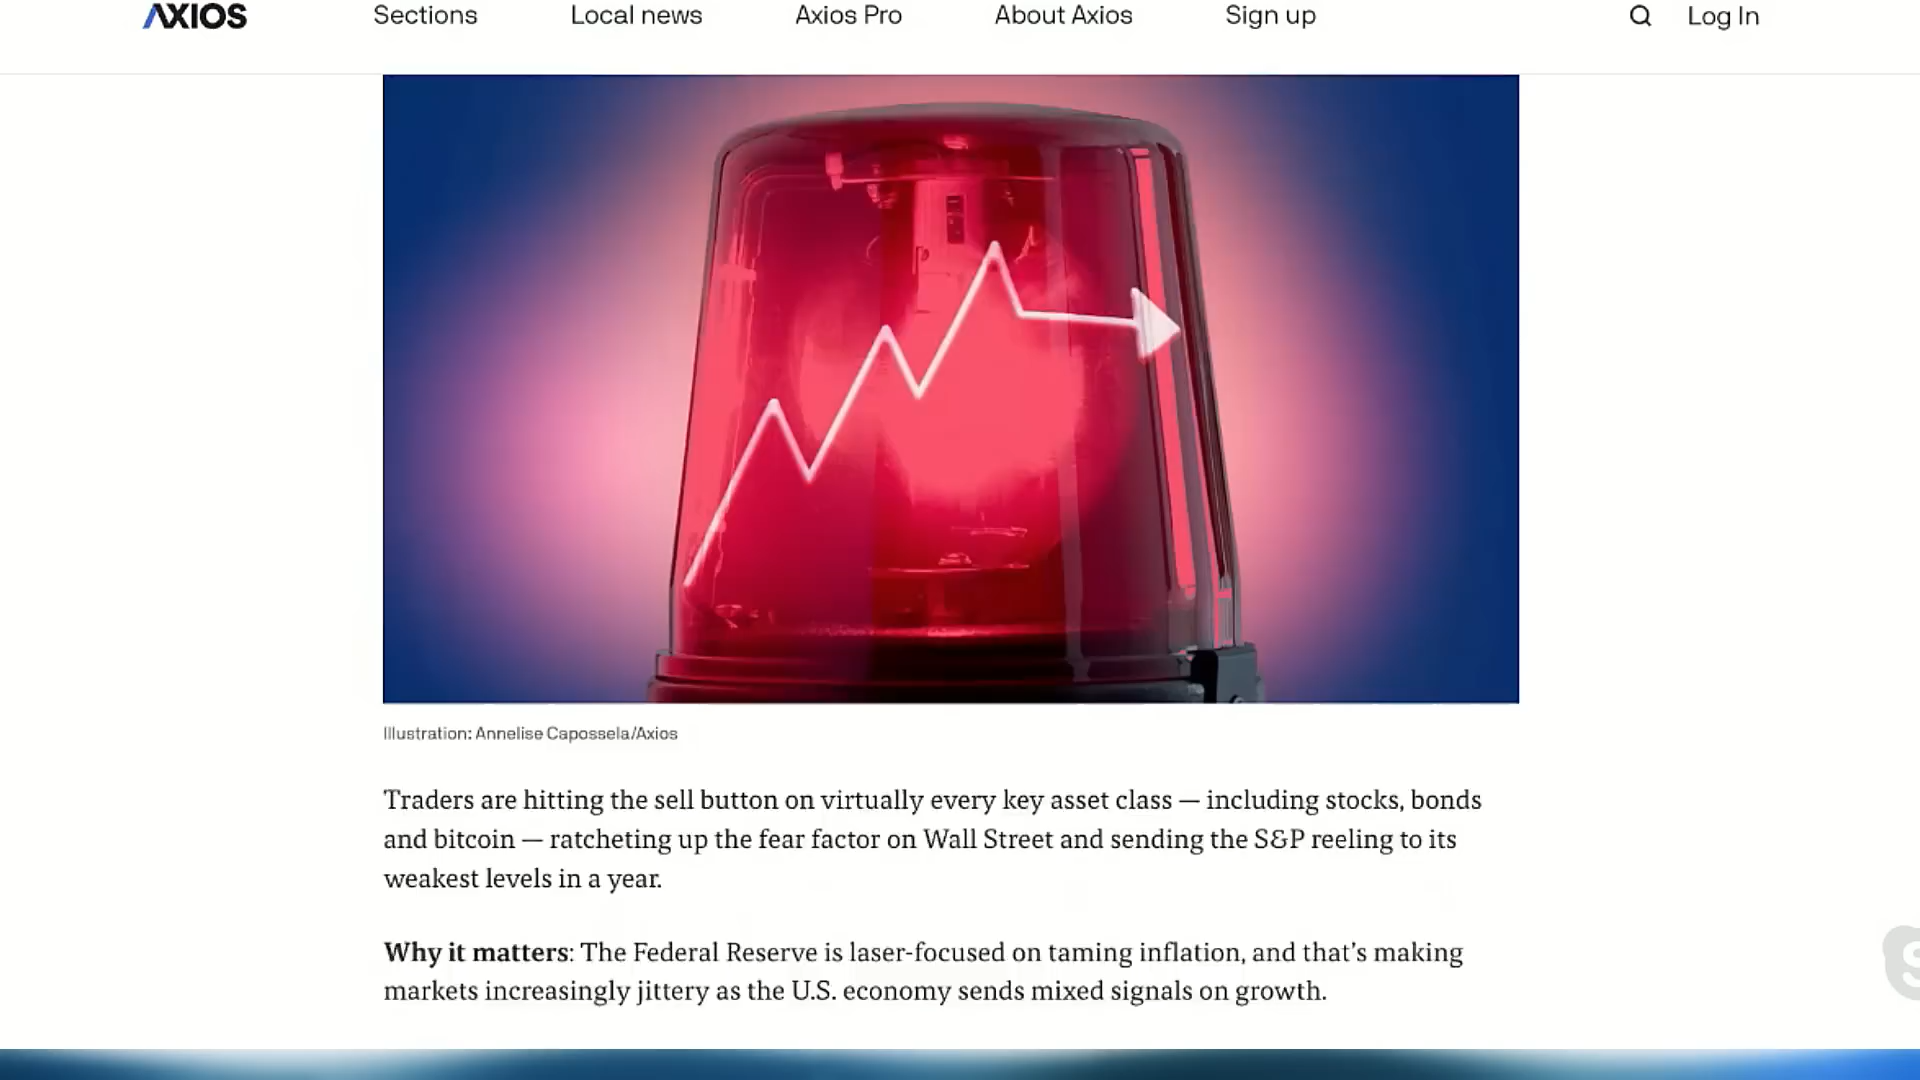 AXIOS Sections Local news Axios Pro About Axios Sign up Log In
Illustration: Annelise Capossela/Axios
Traders are hitting the sell button on virtually every key asset class — including stocks, bonds
and bitcoin — ratcheting up the fear factor on Wall Street and sending the S&P reeling to its
weakest levels in a year.
Why it matters: The Federal Reserve is laser-focused on taming inflation, and that’s making
markets increasingly jittery as the U.S. economy sends mixed signals on growth.